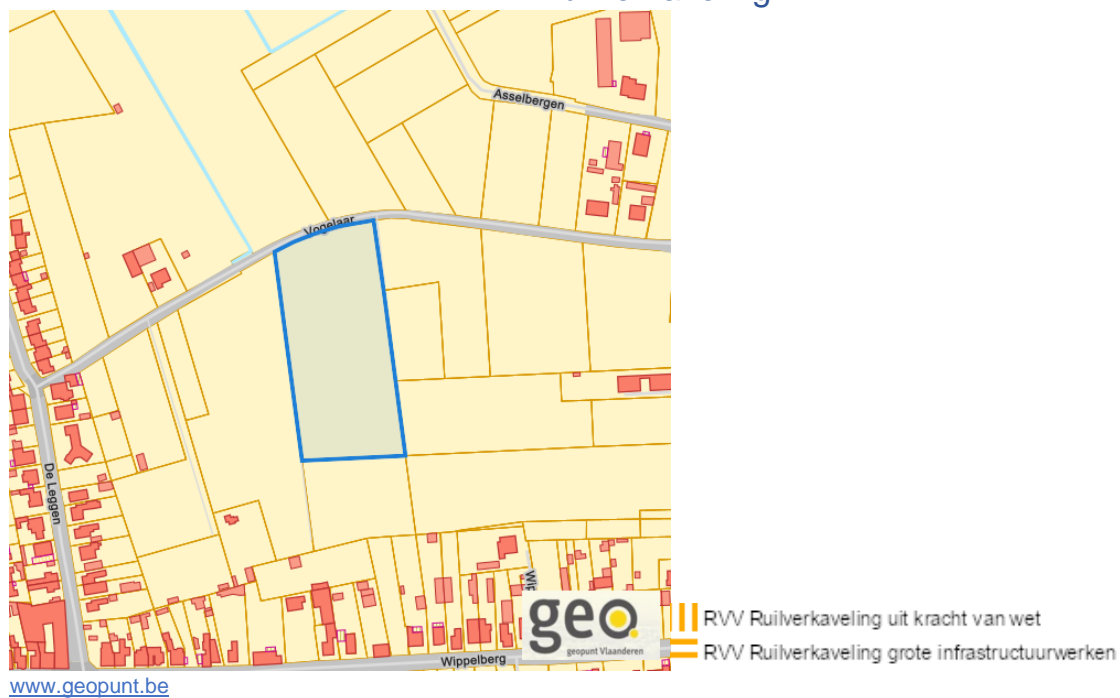 Asselbergen
Vogelaar
De Leggen
geo.
geopunt Vlaanderen
RVV Ruilverkaveling uit kracht van wet
RVV Ruilverkaveling grote infrastructuurwerken
Wippelberg
www.geopunt.be